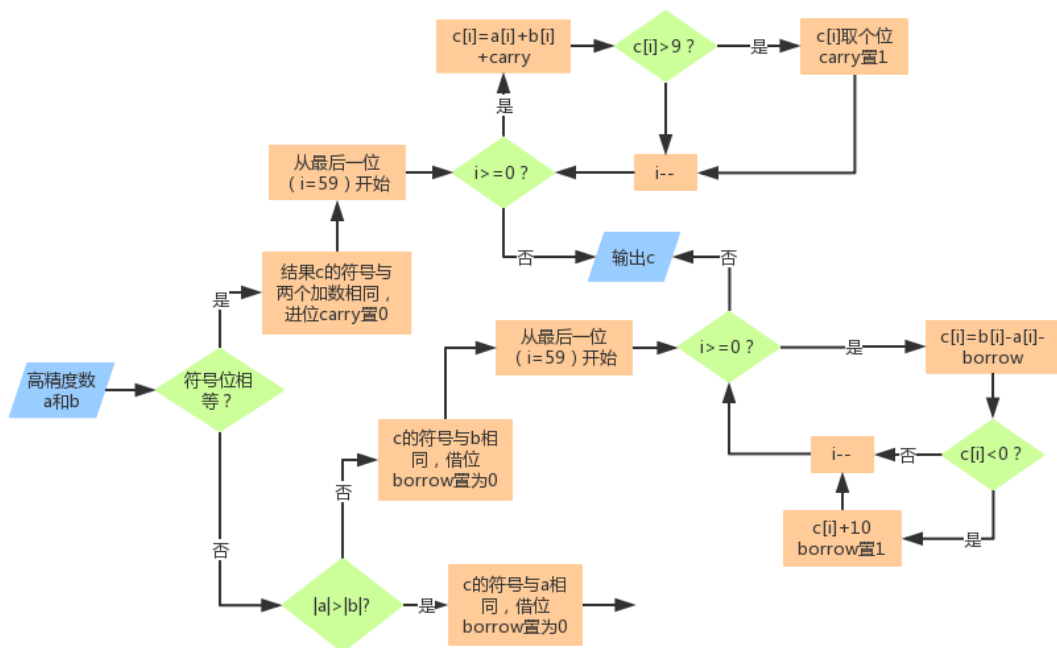 c[i]=a[i]+b[i]
+carry
c[i]>9？
是
c[i]取个位
carry置1
是
从最后一位
（i=59）开始
i>=0？
i--
否
输出c
否
结果c的符号与
两个加数相同，
进位carry置0
是
从最后一位
（i=59）开始
i>=0？
是
c[i]=b[i]-a[i]-
borrow
高精度数
a和b
符号位相
等？
c的符号与b相
同，借位
borrow置为0
i--
否
c[i]<0？
否
c[i]+10
borrow置1
是
否
|a|>|b|?
是
c的符号与a相
同，借位
borrow置为0